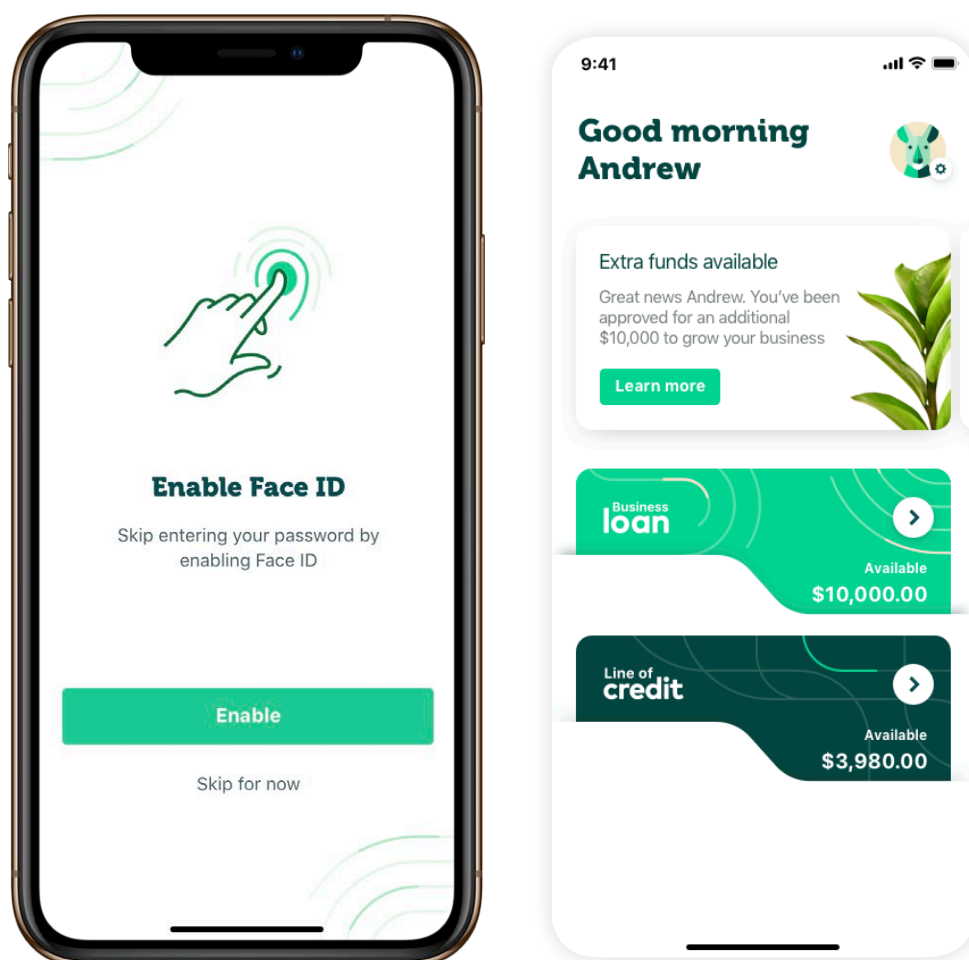 Enable Face ID
Skip entering your password by
enabling Face ID
Enable
Skip for now
9:41
Good morning
Andrew
Extra funds available
Great news Andrew. You’ve been
approved for an additional
$10,000 to grow your business
Learn more
Business
loan
Available
$10,000.00
Line of
credit
Available
$3,980.00